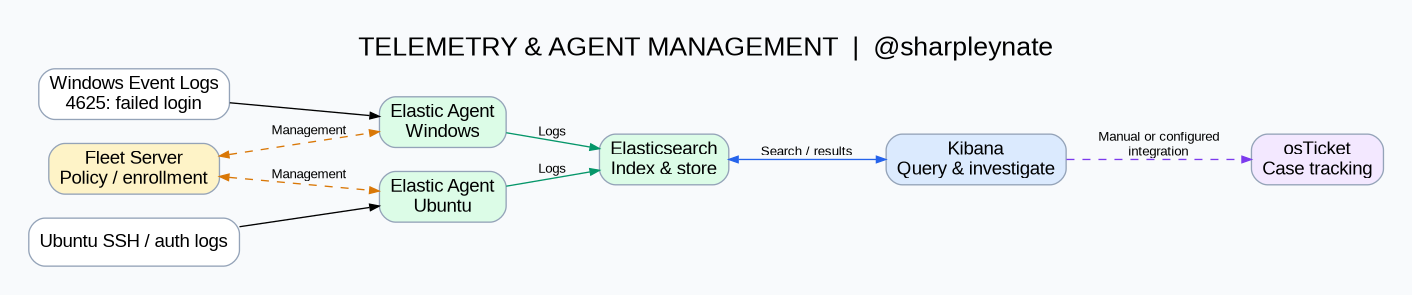 TELEMETRY & AGENT MANAGEMENT | @sharpleynate
Windows Event Logs
4625: failed login
Fleet Server
Policy / enrollment
Ubuntu SSH / auth logs
Management
Management
Elastic Agent
Windows
Elastic Agent
Ubuntu
Logs
Logs
Elasticsearch
Index & store
Search / results
Kibana
Query & investigate
Manual or configured
integration
osTicket
Case tracking